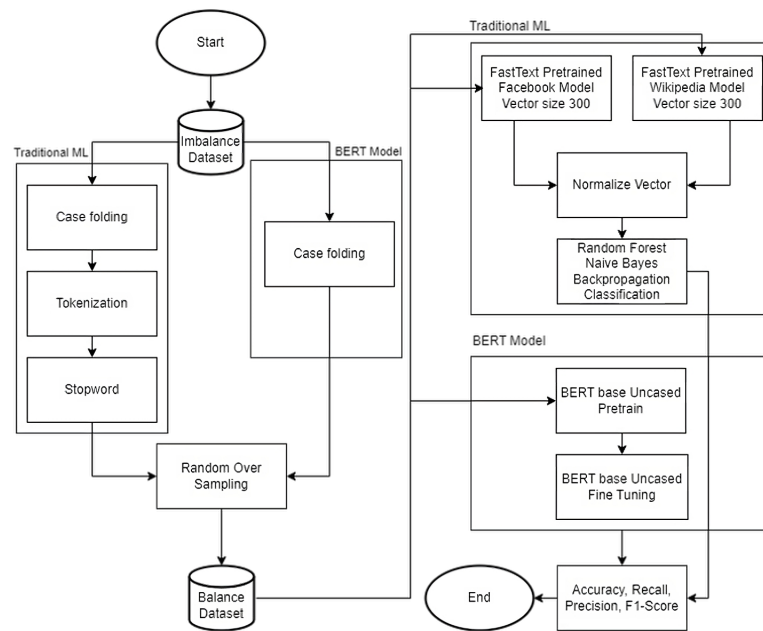 Start
Imbalance
Dataset
Traditional ML
Case folding
Tokenization
Stopword
BERT Model
Case folding
Random Over
Sampling
Balance
Dataset
Traditional ML
FastText Pretrained
Facebook Model
Vector size 300
FastText Pretrained
Wikipedia Model
Vector size 300
Normalize Vector
Random Forest
Naive Bayes
Backpropagation
Classification
BERT Model
BERT base Uncased
Pretrain
BERT base Uncased
Fine Tuning
Accuracy, Recall,
Precision, F1-Score
End